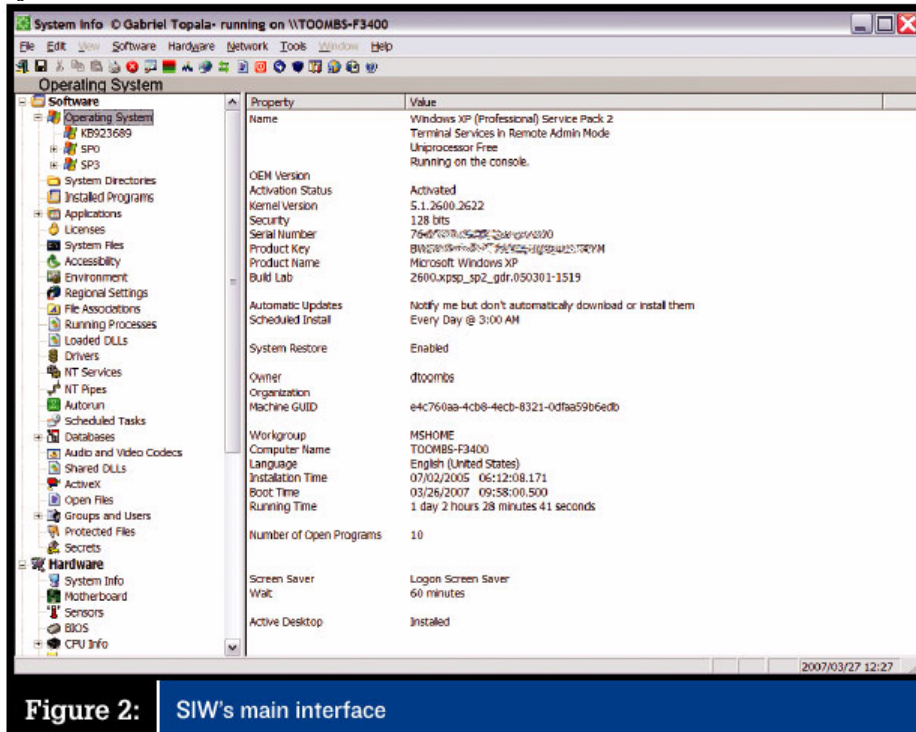 System Info © Gabriel Topala- running on \\TOOMBS-F3400
File Edit View Software Hardware Network Tools Window Help
Operating System
Software
Operating System
KB923689
SP0
SP3
System Directories
Installed Programs
Applications
Licenses
System Files
Accessibility
Environment
Regional Settings
File Associations
Running Processes
Loaded DLLs
Drivers
NT Services
NT Pipes
Autorun
Scheduled Tasks
Databases
Audio and Video Codecs
Shared DLLs
ActiveX
Open Files
Groups and Users
Protected Files
Secrets
Hardware
System Info
Motherboard
Sensors
BIOS
CPU Info
Property Value
Name Windows XP (Professional) Service Pack 2
Terminal Services in Remote Admin Mode
Uniprocessor Free
Running on the console.
OEM Version
Activation Status Activated
Kernel Version 5.1.2600.2622
Security 128 bits
Serial Number
Product Key
Product Name Microsoft Windows XP
Build Lab 2600.xpsp_sp2_gdr.050301-1519
Automatic Updates Notify me but don't automatically download or install them
Scheduled Install Every Day @ 3:00 AM
System Restore Enabled
Owner dtoombs
Organization
Machine GUID e4c760aa-4cb8-4ecb-8321-0dfaa59b6edb
Workgroup MSHOME
Computer Name TOOMBS-F3400
Language English (United States)
Installation Time 07/02/2005 06:12:08.171
Boot Time 03/26/2007 09:58:00.500
Running Time 1 day 2 hours 28 minutes 41 seconds
Number of Open Programs 10
Screen Saver Logon Screen Saver
Wait 60 minutes
Active Desktop Installed
2007/03/27 12:27
Figure 2: SIW's main interface